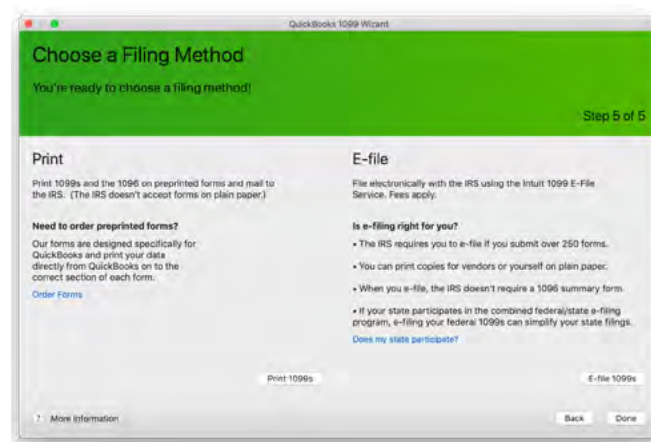 QuickBooks 1099 Wizard
Choose a Filing Method
You're ready to choose a filing method!
Step 5 of 5
Print
Print 1099s and the 1096 on preprinted forms and mail to
the IRS. (The IRS doesn't accept forms on plain paper.)
Need to order preprinted forms?
Our forms are designed specifically for
QuickBooks and print your data
directly from QuickBooks on to the
correct section of each form.
Order Forms
Print 1099s
E-file
File electronically with the IRS using the Intuit 1099 E-File
Service. Fees apply.
Is e-filing right for you?
• The IRS requires you to e-file if you submit over 250 forms.
• You can print copies for vendors or yourself on plain paper.
• When you e-file, the IRS doesn't require a 1096 summary form.
• If your state participates in the combined federal/state e-filing
program, e-filing your federal 1099s can simplify your state filings.
Does my state participate?
E-file 1099s
? More Information
Back Done